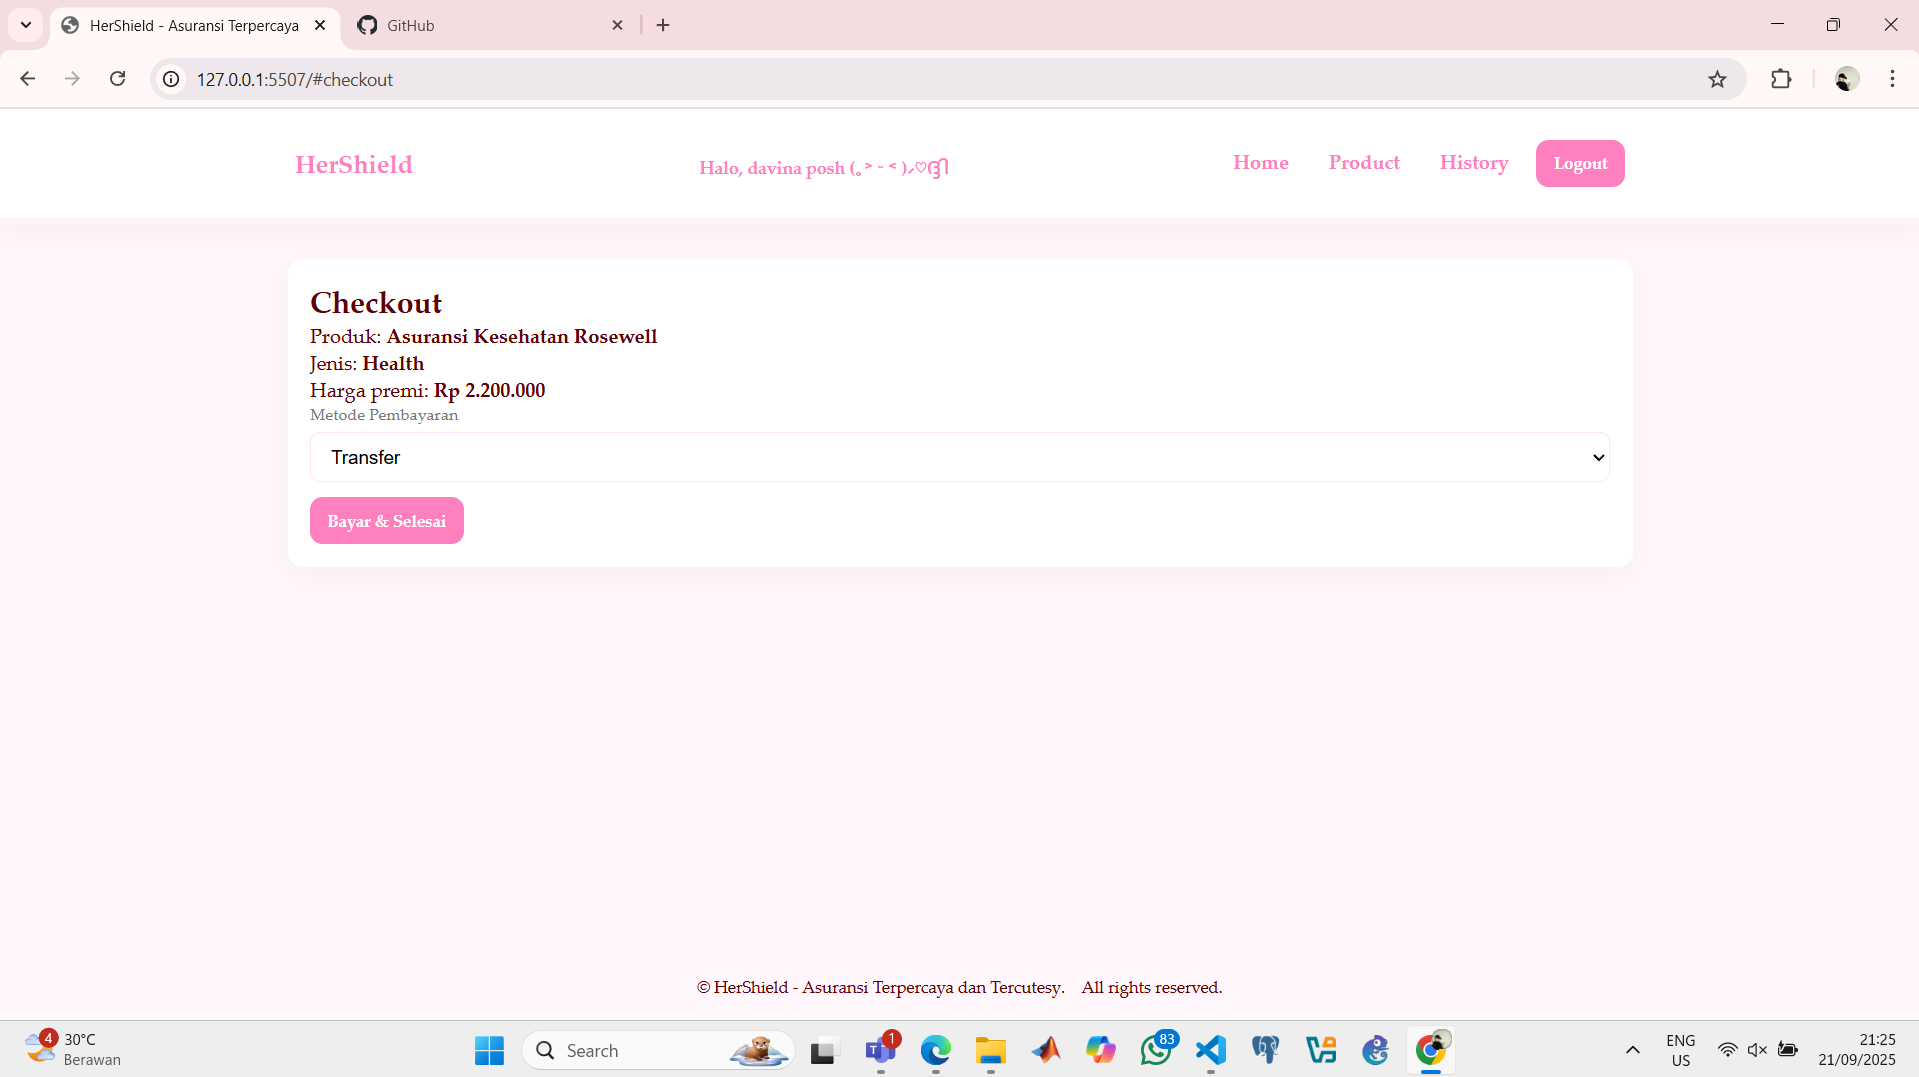 HerShield - Asuransi Terpercaya
GitHub
127.0.0.1:5507/#checkout
HerShield
Halo, davina posh (｡˃ ᵕ ˂ )⸝♡ദ്ദി
Home
Product
History
Logout
Checkout
Produk: Asuransi Kesehatan Rosewell
Jenis: Health
Harga premi: Rp 2.200.000
Metode Pembayaran
Transfer
Bayar & Selesai
© HerShield - Asuransi Terpercaya dan Tercutesy. All rights reserved.
4
30°C
Berawan
Search
1
83
ENG
US
21:25
21/09/2025